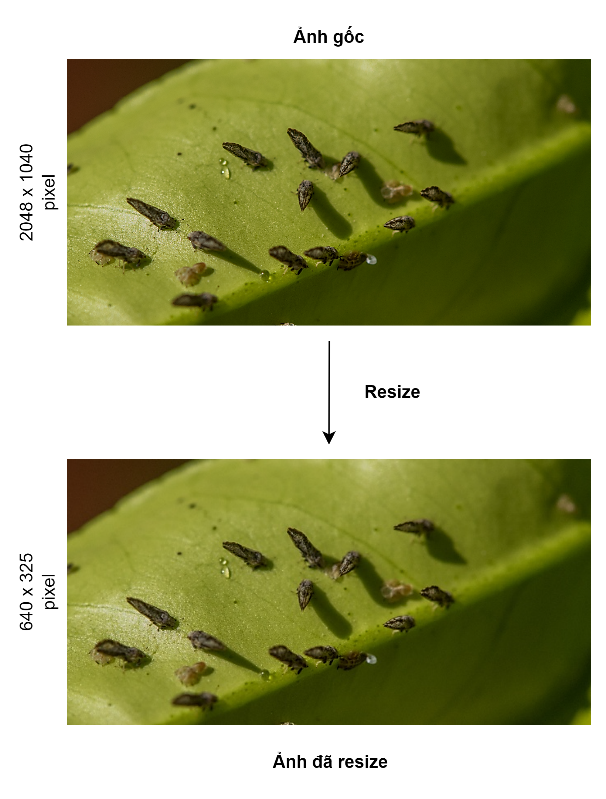 Ảnh gốc
2048 x 1040
pixel
Resize
640 x 325
pixel
Ảnh đã resize